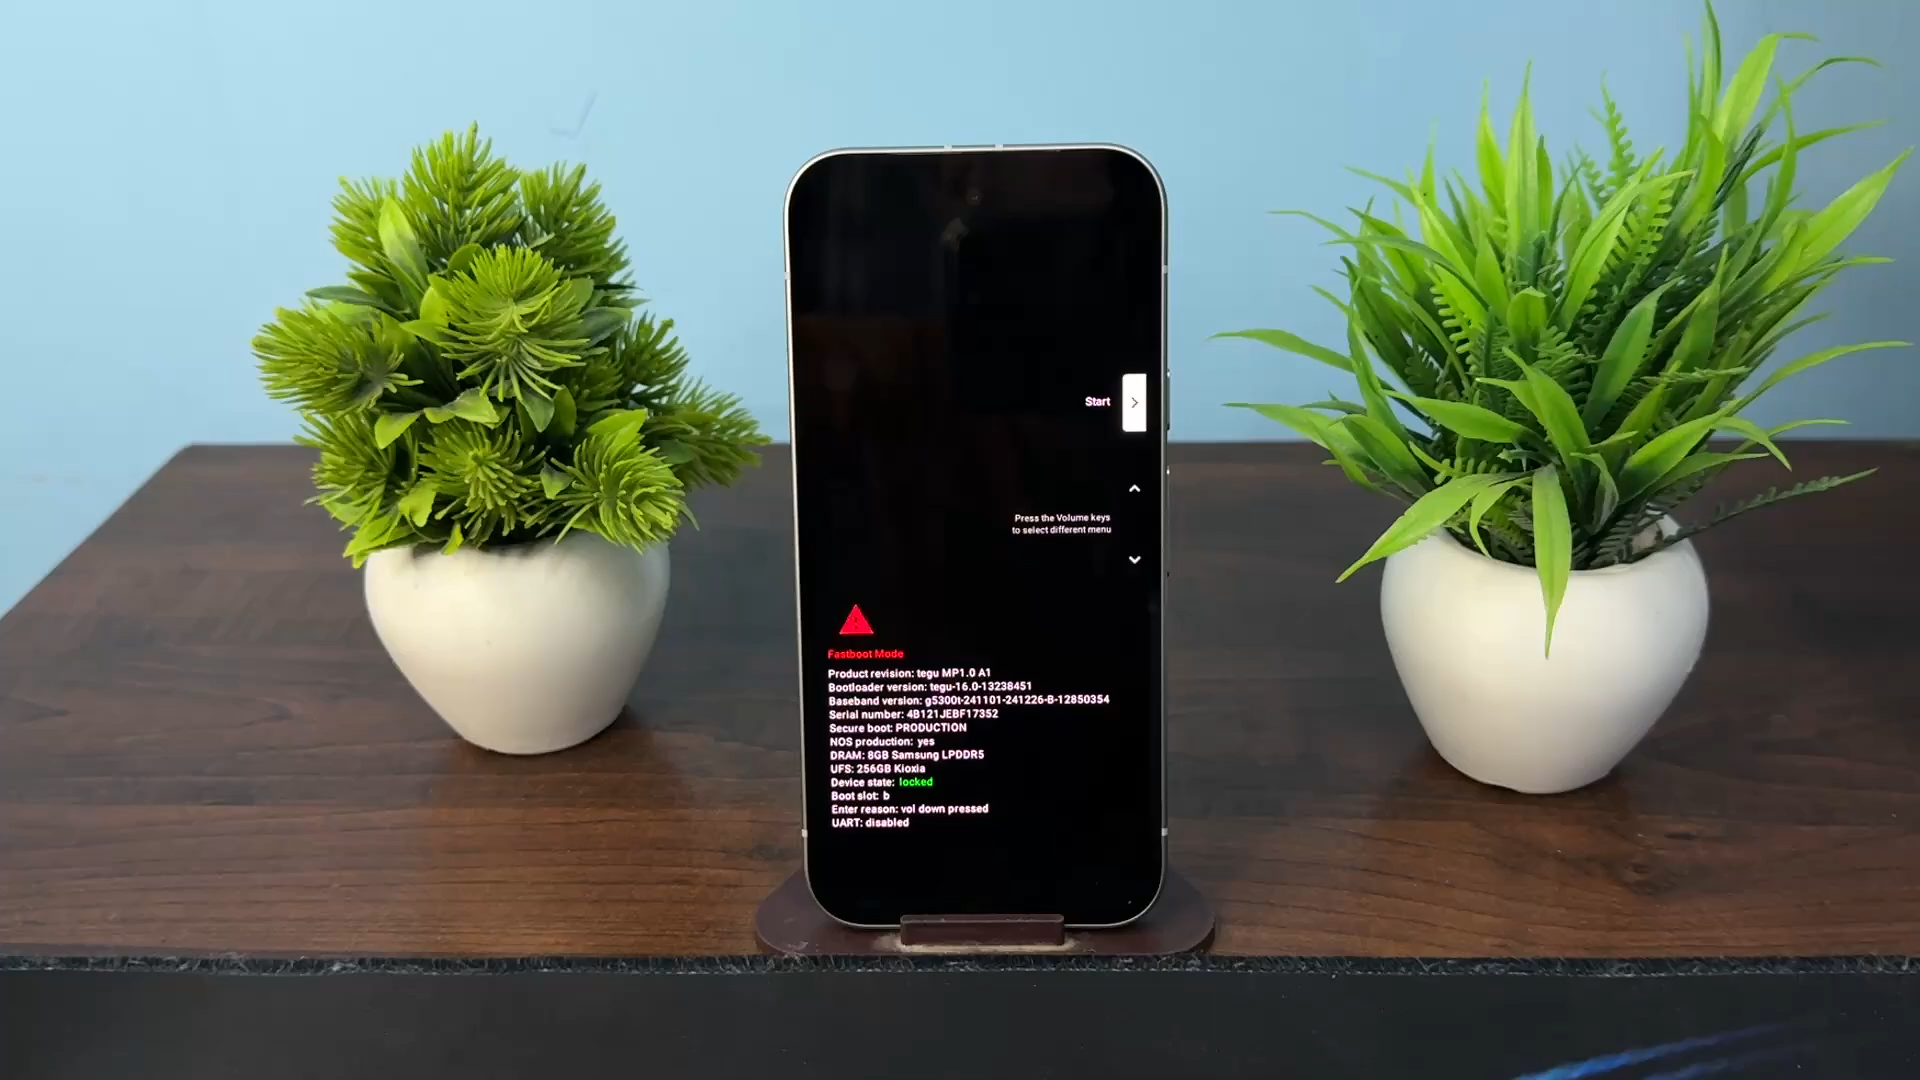 Start
Press the Volume keys
to select different menu
Fastboot Mode
Product revision: tegu MP1.0 A1
Bootloader version: tegu-16.0-13238451
Baseband version: g5300t-241101-241226-B-12850354
Serial number: 4B121JEBF17352
Secure boot: PRODUCTION
NOS production: yes
DRAM: 8GB Samsung LPDDR5
UFS: 256GB Kioxia
Device state: locked
Boot slot: b
Enter reason: vol down pressed
UART: disabled